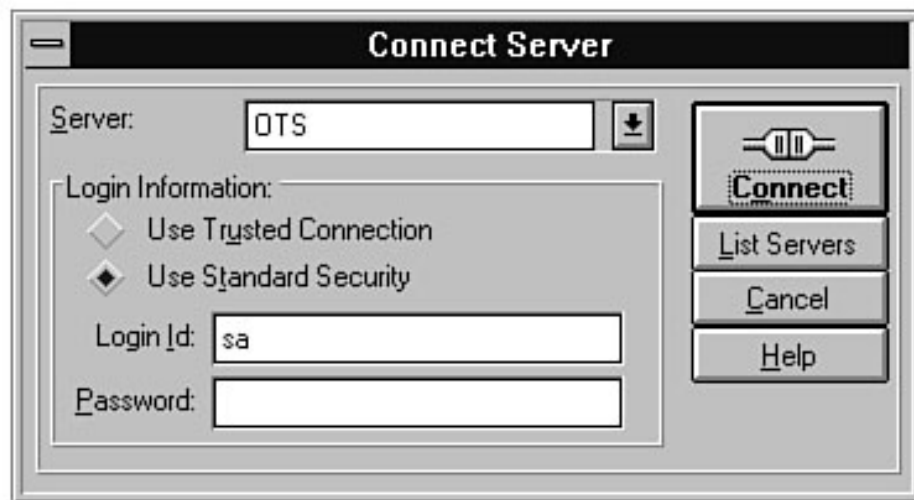 Connect Server
Server:
OTS
Connect
Login Information:
Use Trusted Connection
List Servers
Use Standard Security
Cancel
Login Id:
sa
Help
Password: